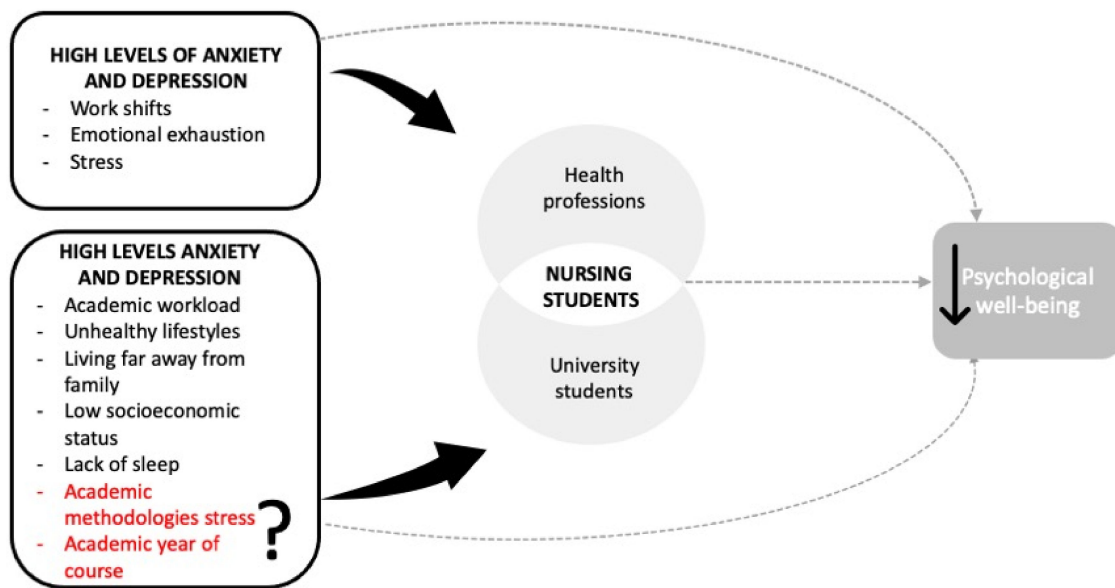 HIGH LEVELS OF ANXIETY
AND DEPRESSION
- Work shifts
- Emotional exhaustion
- Stress
HIGH LEVELS ANXIETY
AND DEPRESSION
- Academic workload
- Unhealthy lifestyles
- Living far away from
family
- Low socioeconomic
status
- Lack of sleep
- Academic
methodologies stress
- Academic year of
course
?
Health
professions
NURSING
STUDENTS
University
students
Psychological
well-being